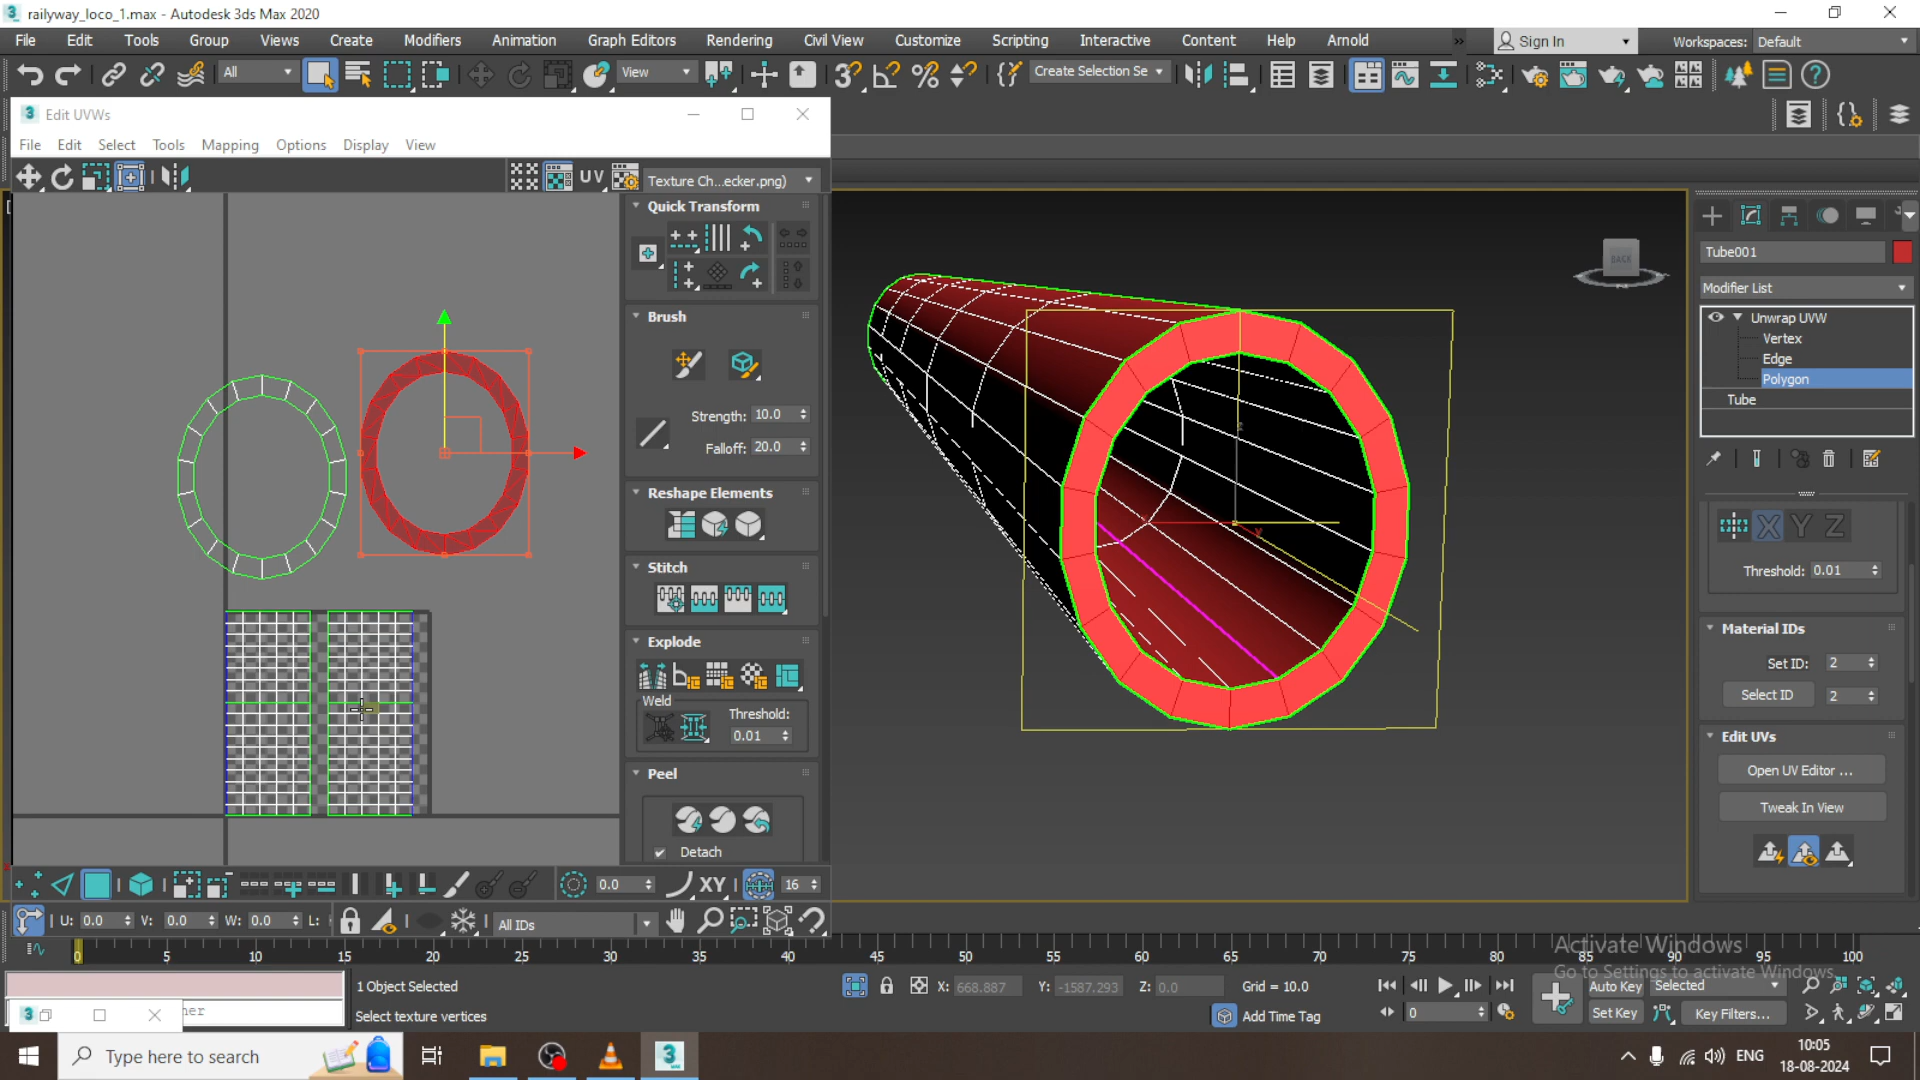 railyway_loco_1.max - Autodesk 3ds Max 2020
File Edit Tools Group Views Create Modifiers Animation Graph Editors Rendering Civil View Customize Scripting Interactive Content Help Arnold Sign In Workspaces: Default
All View Create Selection Se
Edit UVWs
File Edit Select Tools Mapping Options Display View
UV Texture Ch...ecker.png)
Quick Transform
Brush
Strength: 10.0
Falloff: 20.0
Reshape Elements
Stitch
Explode
Weld
Threshold:
0.01
Peel
Detach
0.0 XY 16
U: 0.0 V: 0.0 W: 0.0 L: All IDs
BACK
Tube001
Modifier List
Unwrap UVW
Vertex
Edge
Polygon
Tube
X Y Z
Threshold: 0.01
Material IDs
Set ID: 2
Select ID 2
Edit UVs
Open UV Editor ...
Tweak In View
0 5 10 15 20 25 30 35 40 45 50 55 60 65 70 75 80 85 90 95 100
Activate Windows
Go to Settings to activate Windows.
1 Object Selected
Select texture vertices
X: 668.887 Y: -1587.293 Z: 0.0 Grid = 10.0
Add Time Tag
0
Auto Key Selected
Set Key Key Filters...
Type here to search
ENG
10:05
18-08-2024